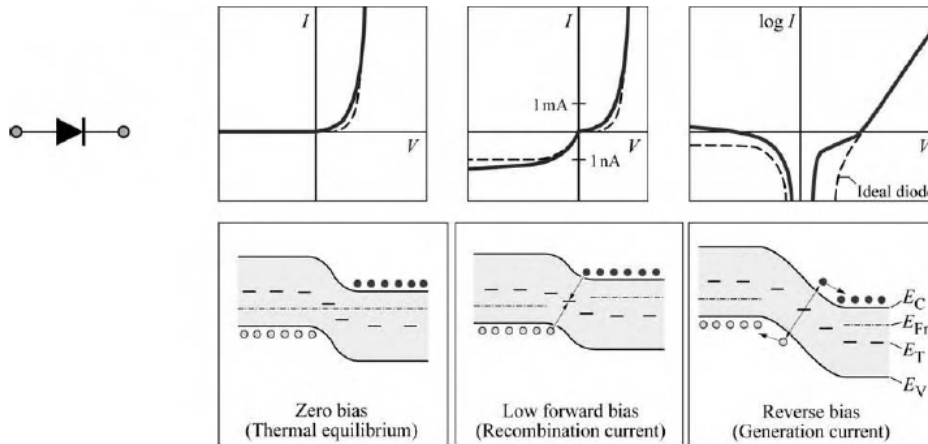 I
V
I
1 mA
V
1 nA
log I
V
Ideal diode
E_C
E_Fn
E_T
E_V
Zero bias
(Thermal equilibrium)
Low forward bias
(Recombination current)
Reverse bias
(Generation current)